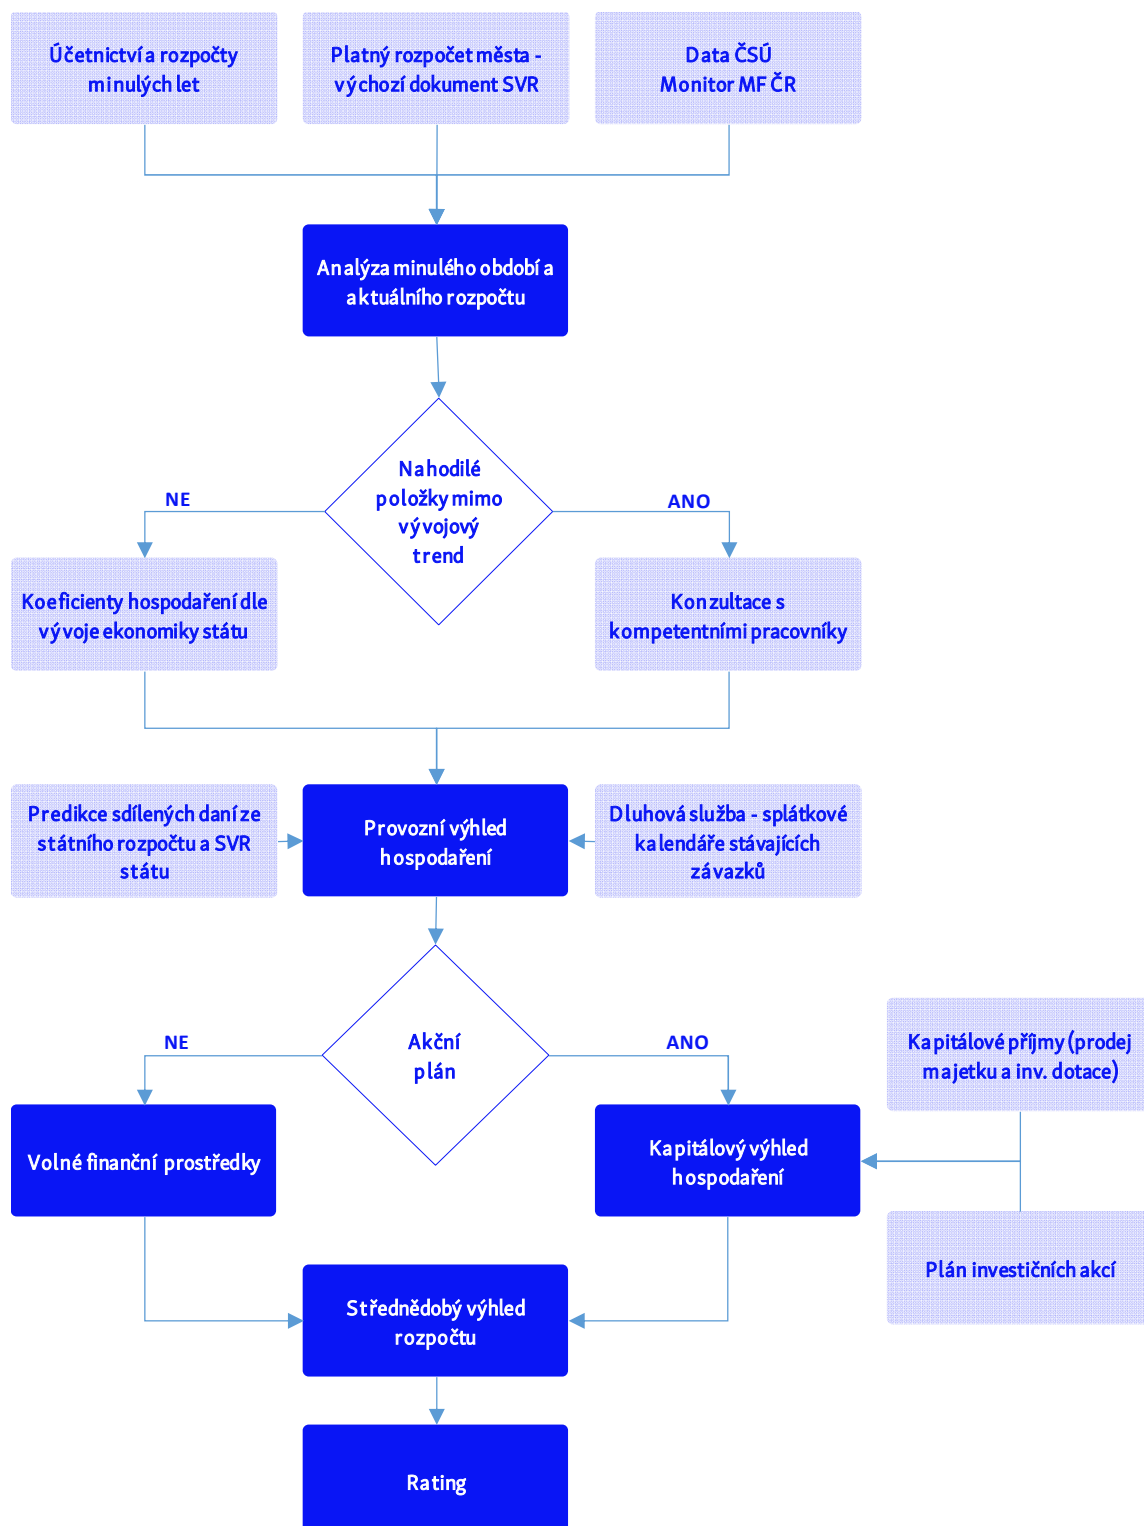 Účetnictví a rozpočty
minulých let
Platný rozpočet města -
výchozí dokument SVR
Data ČSÚ
Monitor MF ČR
Analýza minulého období a
aktuálního rozpočtu
Nahodilé
položky mimo
vývojový
trend
NE
ANO
Koeficienty hospodaření dle
vývoje ekonomiky státu
Konzultace s
kompetentními pracovníky
Predikce sdílených daní ze
státního rozpočtu a SVR
státu
Provozní výhled
hospodaření
Dluhová služba - splátkové
kalendáře stávajících
závazků
Akční
plán
NE
ANO
Kapitálové příjmy (prodej
majetku a inv. dotace)
Volné finanční prostředky
Kapitálový výhled
hospodaření
Plán investičních akcí
Střednědobý výhled
rozpočtu
Rating